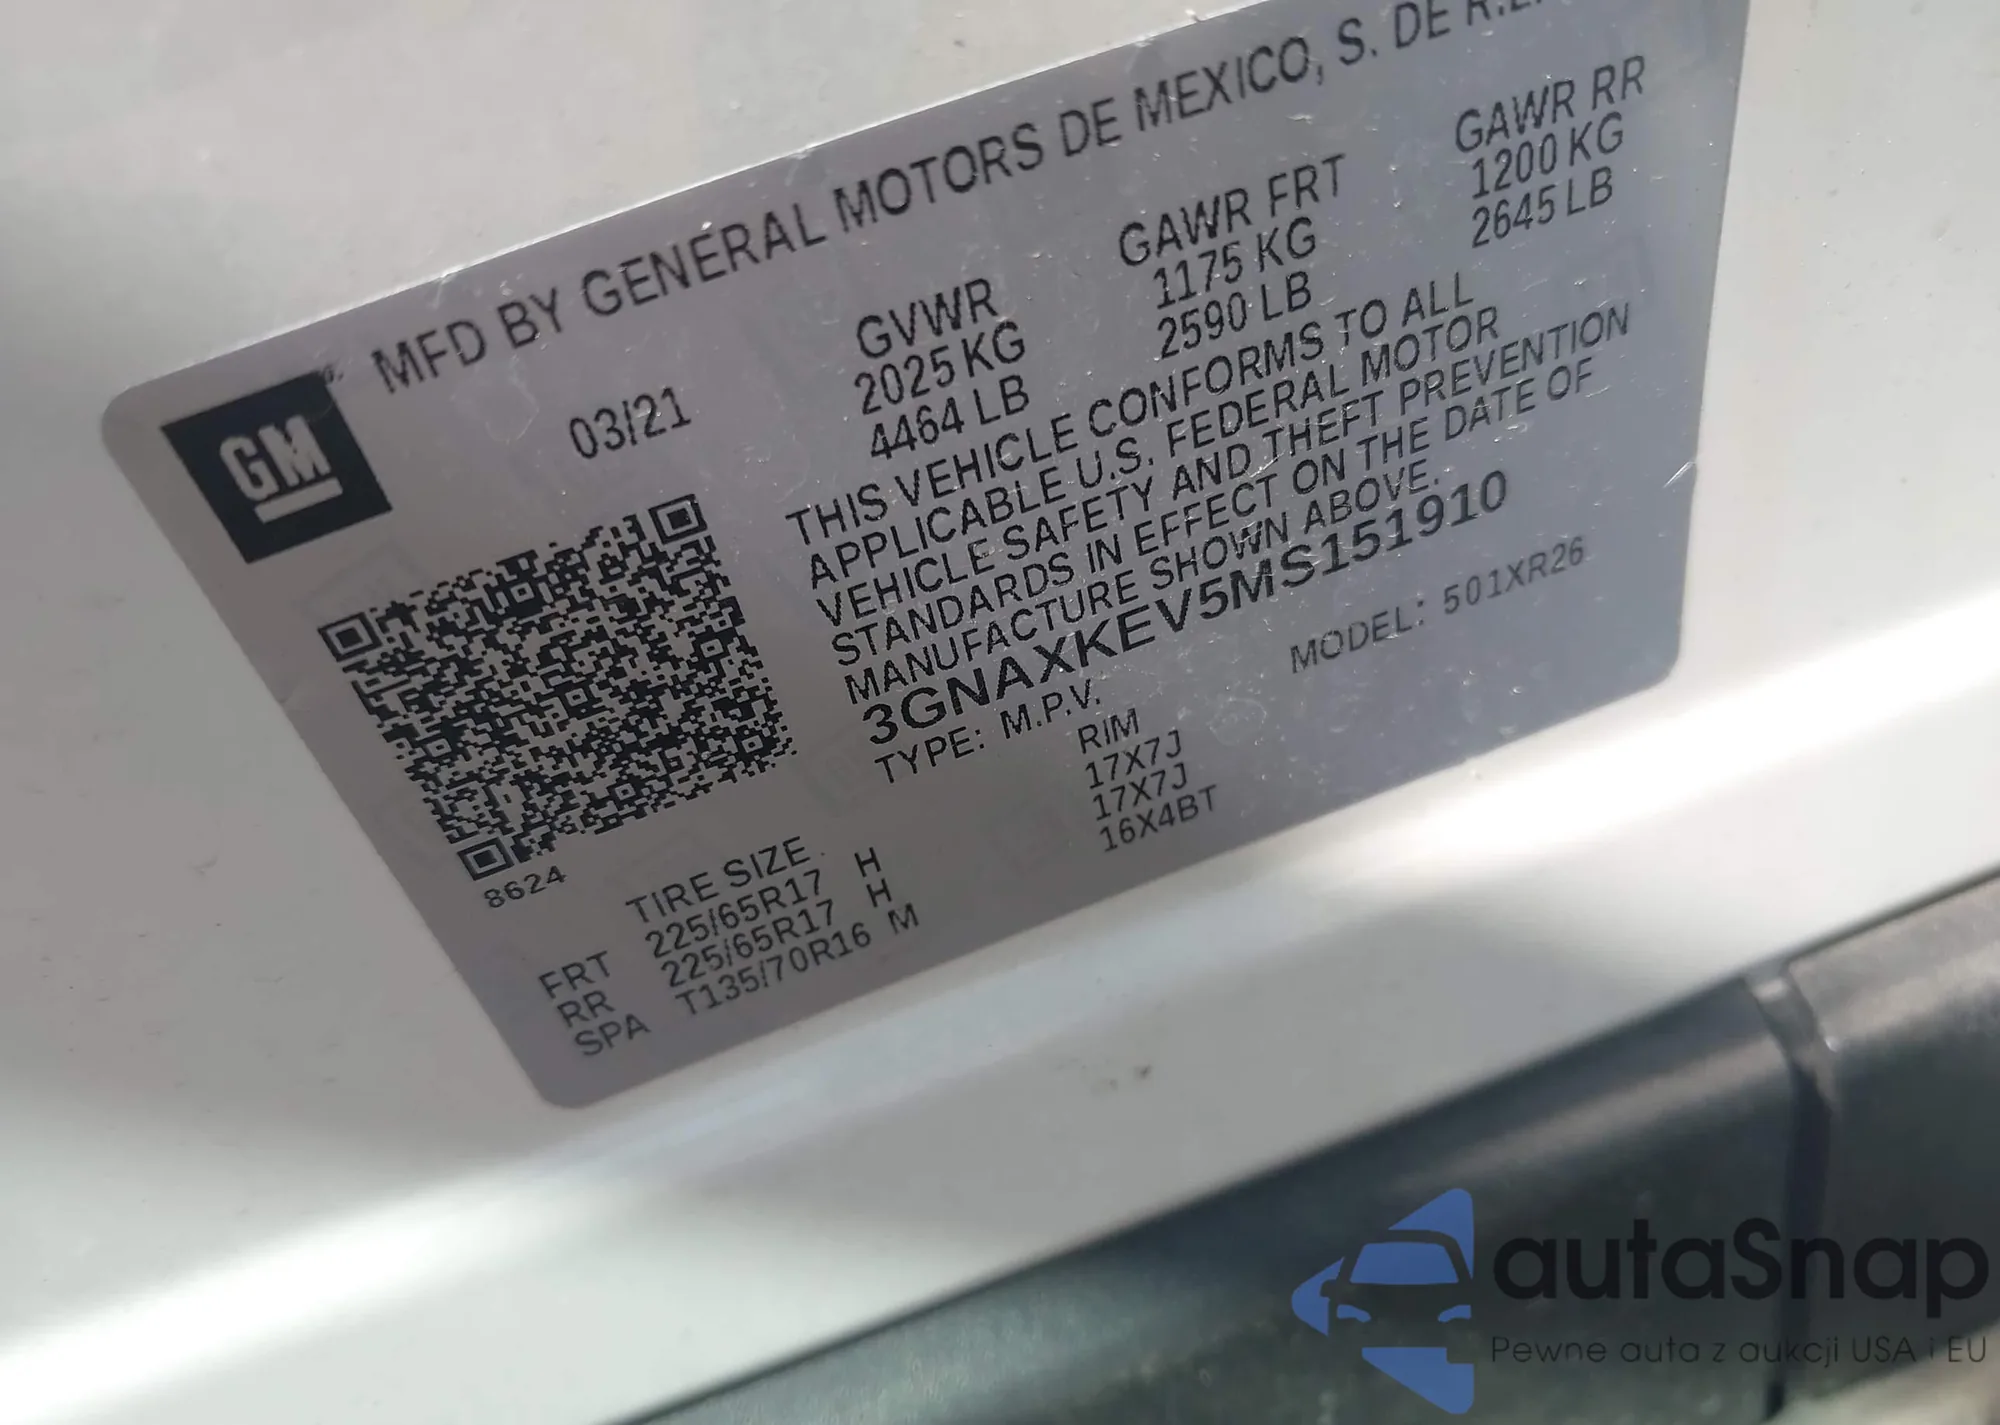 MFD BY GENERAL MOTORS DE MEXICO, S. DE
GM
03/21
GVWR
2025 KG
4464 LB
GAWR FRT
1175 KG
2590 LB
GAWR RR
1200 KG
2645 LB
THIS VEHICLE CONFORMS TO ALL
APPLICABLE U.S. FEDERAL MOTOR
VEHICLE SAFETY AND THEFT PREVENTION
STANDARDS IN EFFECT ON THE DATE OF
MANUFACTURE SHOWN ABOVE.
3GNAXKEV5MS151910
TYPE: M.P.V.
MODEL: 501XR26
8624
TIRE SIZE
RIM
FRT 225/65R17 H 17X7J
RR 225/65R17 H 17X7J
SPA T135/70R16 M 16X4BT
autaSnap
Pewne auta z aukcji USA i EU